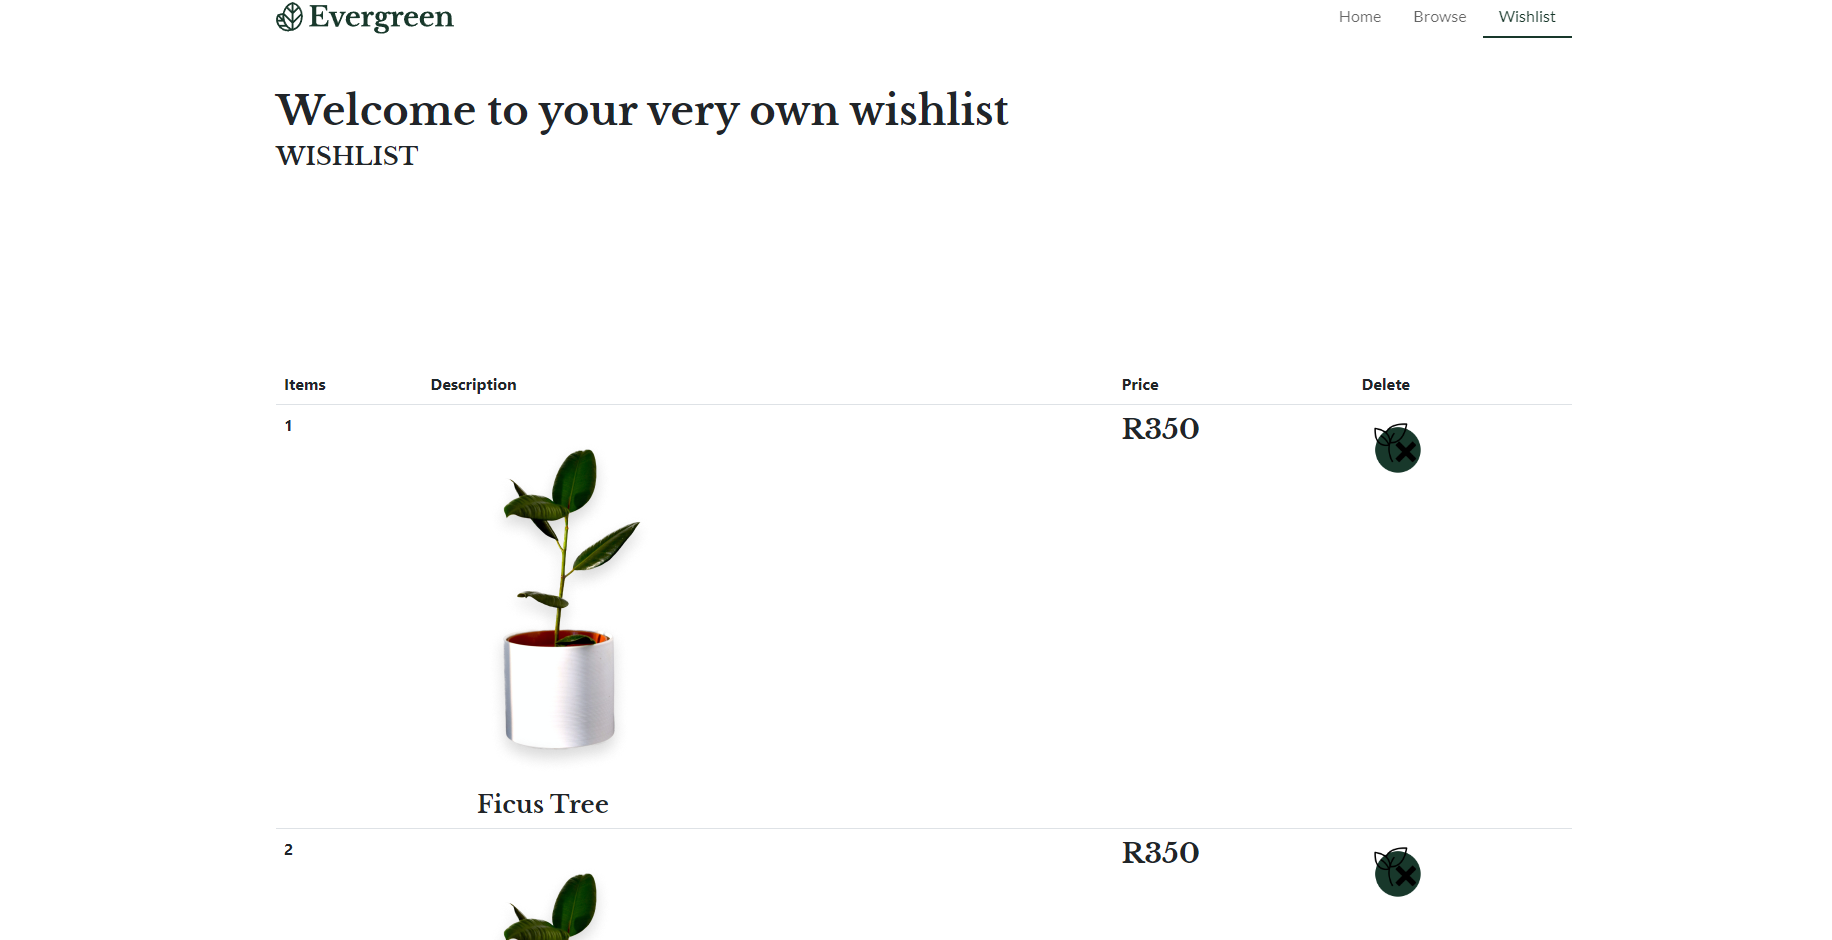 Evergreen
Home Browse Wishlist
Welcome to your very own wishlist
WISHLIST
Items Description Price Delete
1 R350
Ficus Tree
2 R350